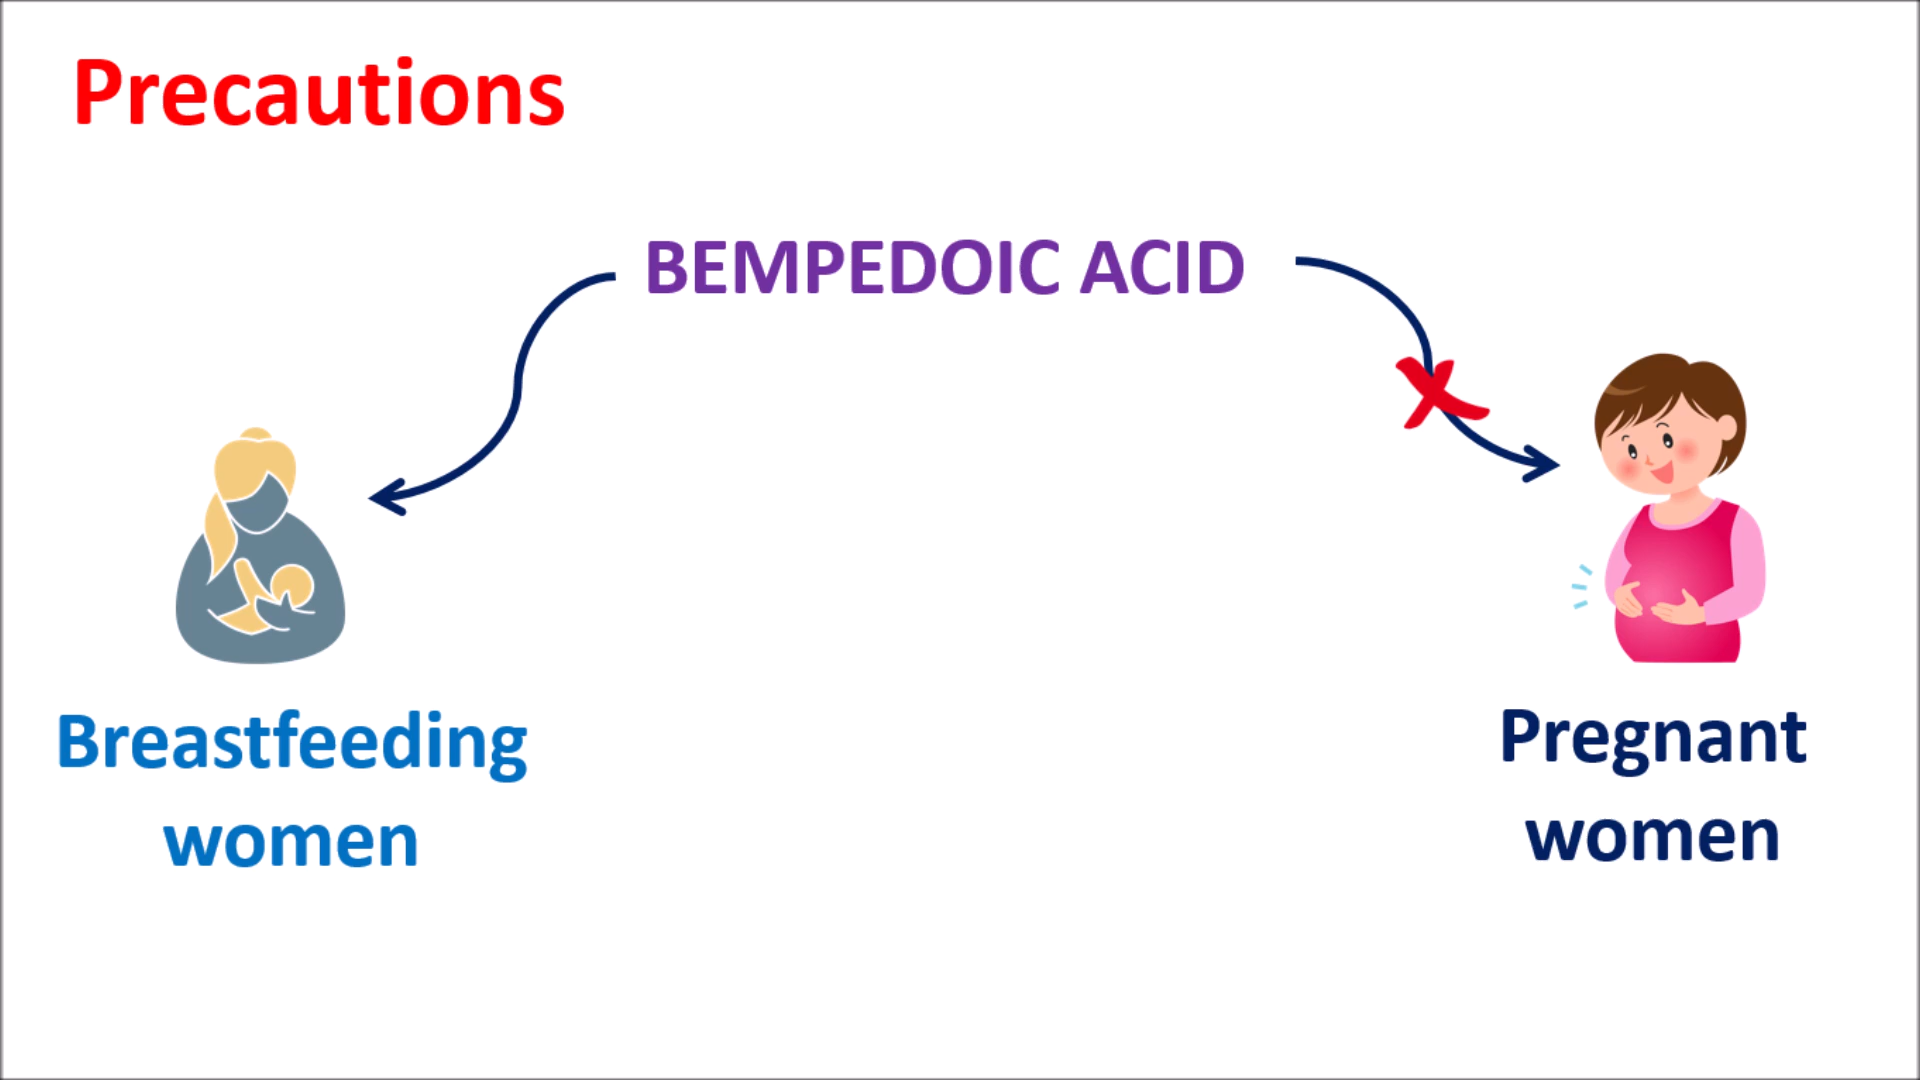 Precautions
BEMPEDOIC ACID
Breastfeeding
women
Pregnant
women